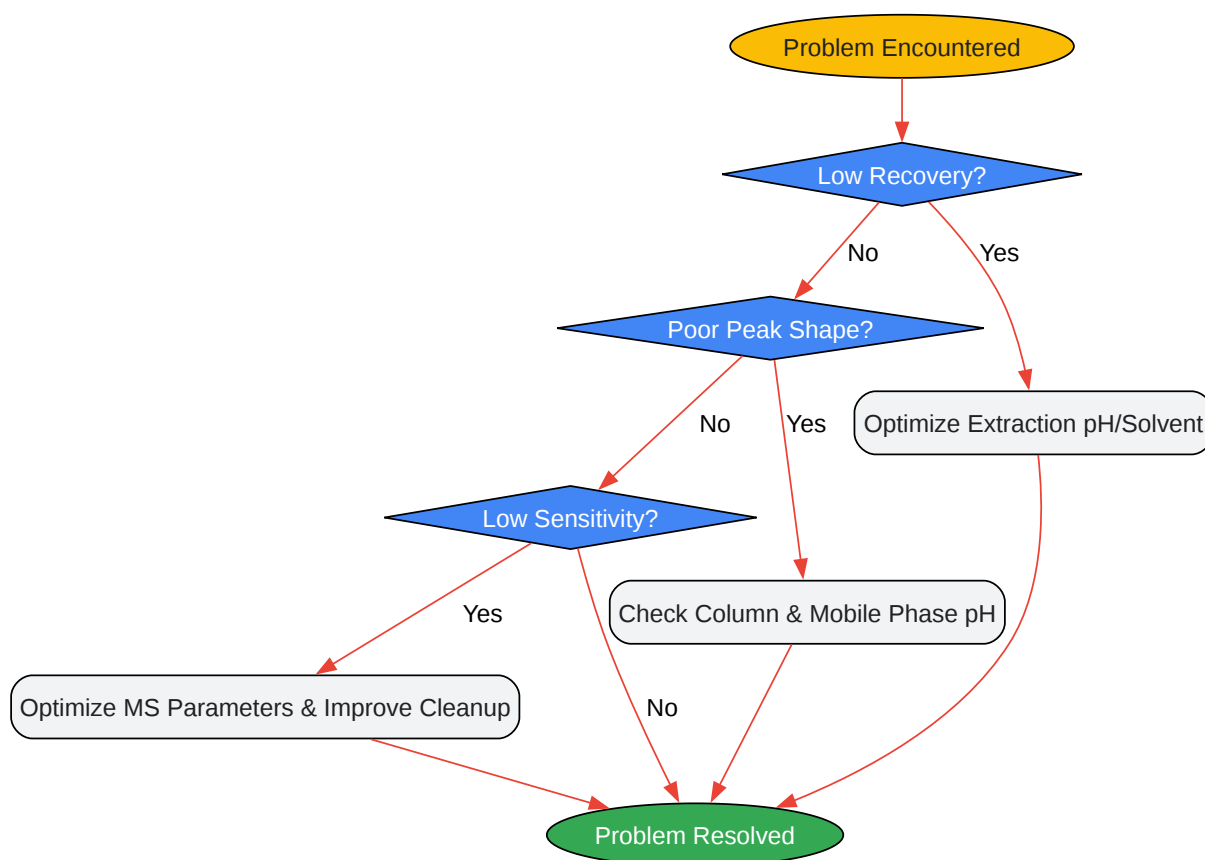 Problem Encountered
Low Recovery?
No
Yes
Poor Peak Shape?
No
Yes
Optimize Extraction pH/Solvent
Low Sensitivity?
Yes
Check Column & Mobile Phase pH
Optimize MS Parameters & Improve Cleanup
No
Problem Resolved